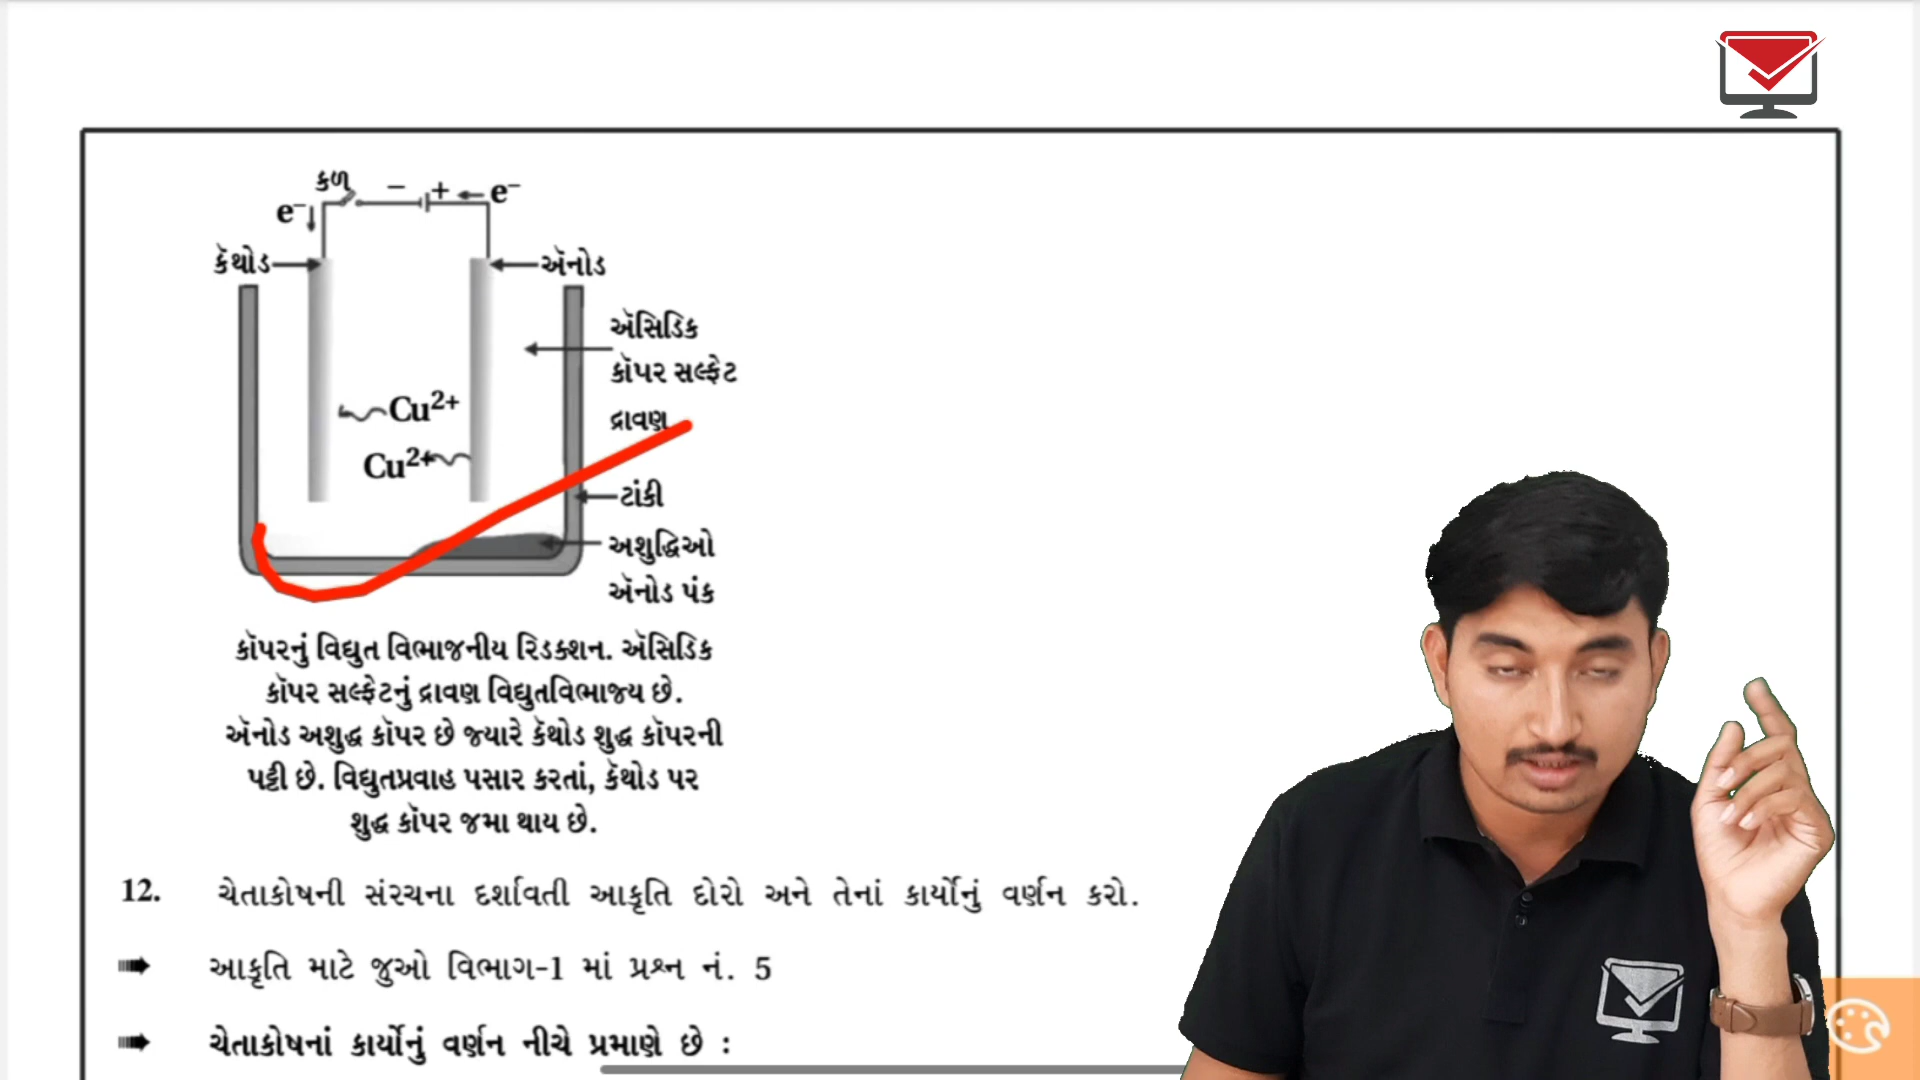 કળ
− + e−
e−
કૅથોડ
ઍનોડ
ઍસિડિક
કૉપર સલ્ફેટ
દ્રાવણ
Cu2+
Cu2+
ટાંકી
અશુદ્ધિઓ
ઍનોડ પંક
કૉપરનું વિદ્યુત વિભાજનીય રિડક્શન. ઍસિડિક
કૉપર સલ્ફેટનું દ્રાવણ વિદ્યુતવિભાજ્ય છે.
ઍનોડ અશુદ્ધ કૉપર છે જ્યારે કૅથોડ શુદ્ધ કૉપરની
પટ્ટી છે. વિદ્યુતપ્રવાહ પસાર કરતાં, કૅથોડ પર
શુદ્ધ કૉપર જમા થાય છે.
12. ચેતાકોષની સંરચના દર્શાવતી આકૃતિ દોરો અને તેનાં કાર્યોનું વર્ણન કરો.
➠ આકૃતિ માટે જુઓ વિભાગ-1 માં પ્રશ્ન નં. 5
➠ ચેતાકોષનાં કાર્યોનું વર્ણન નીચે પ્રમાણે છે :